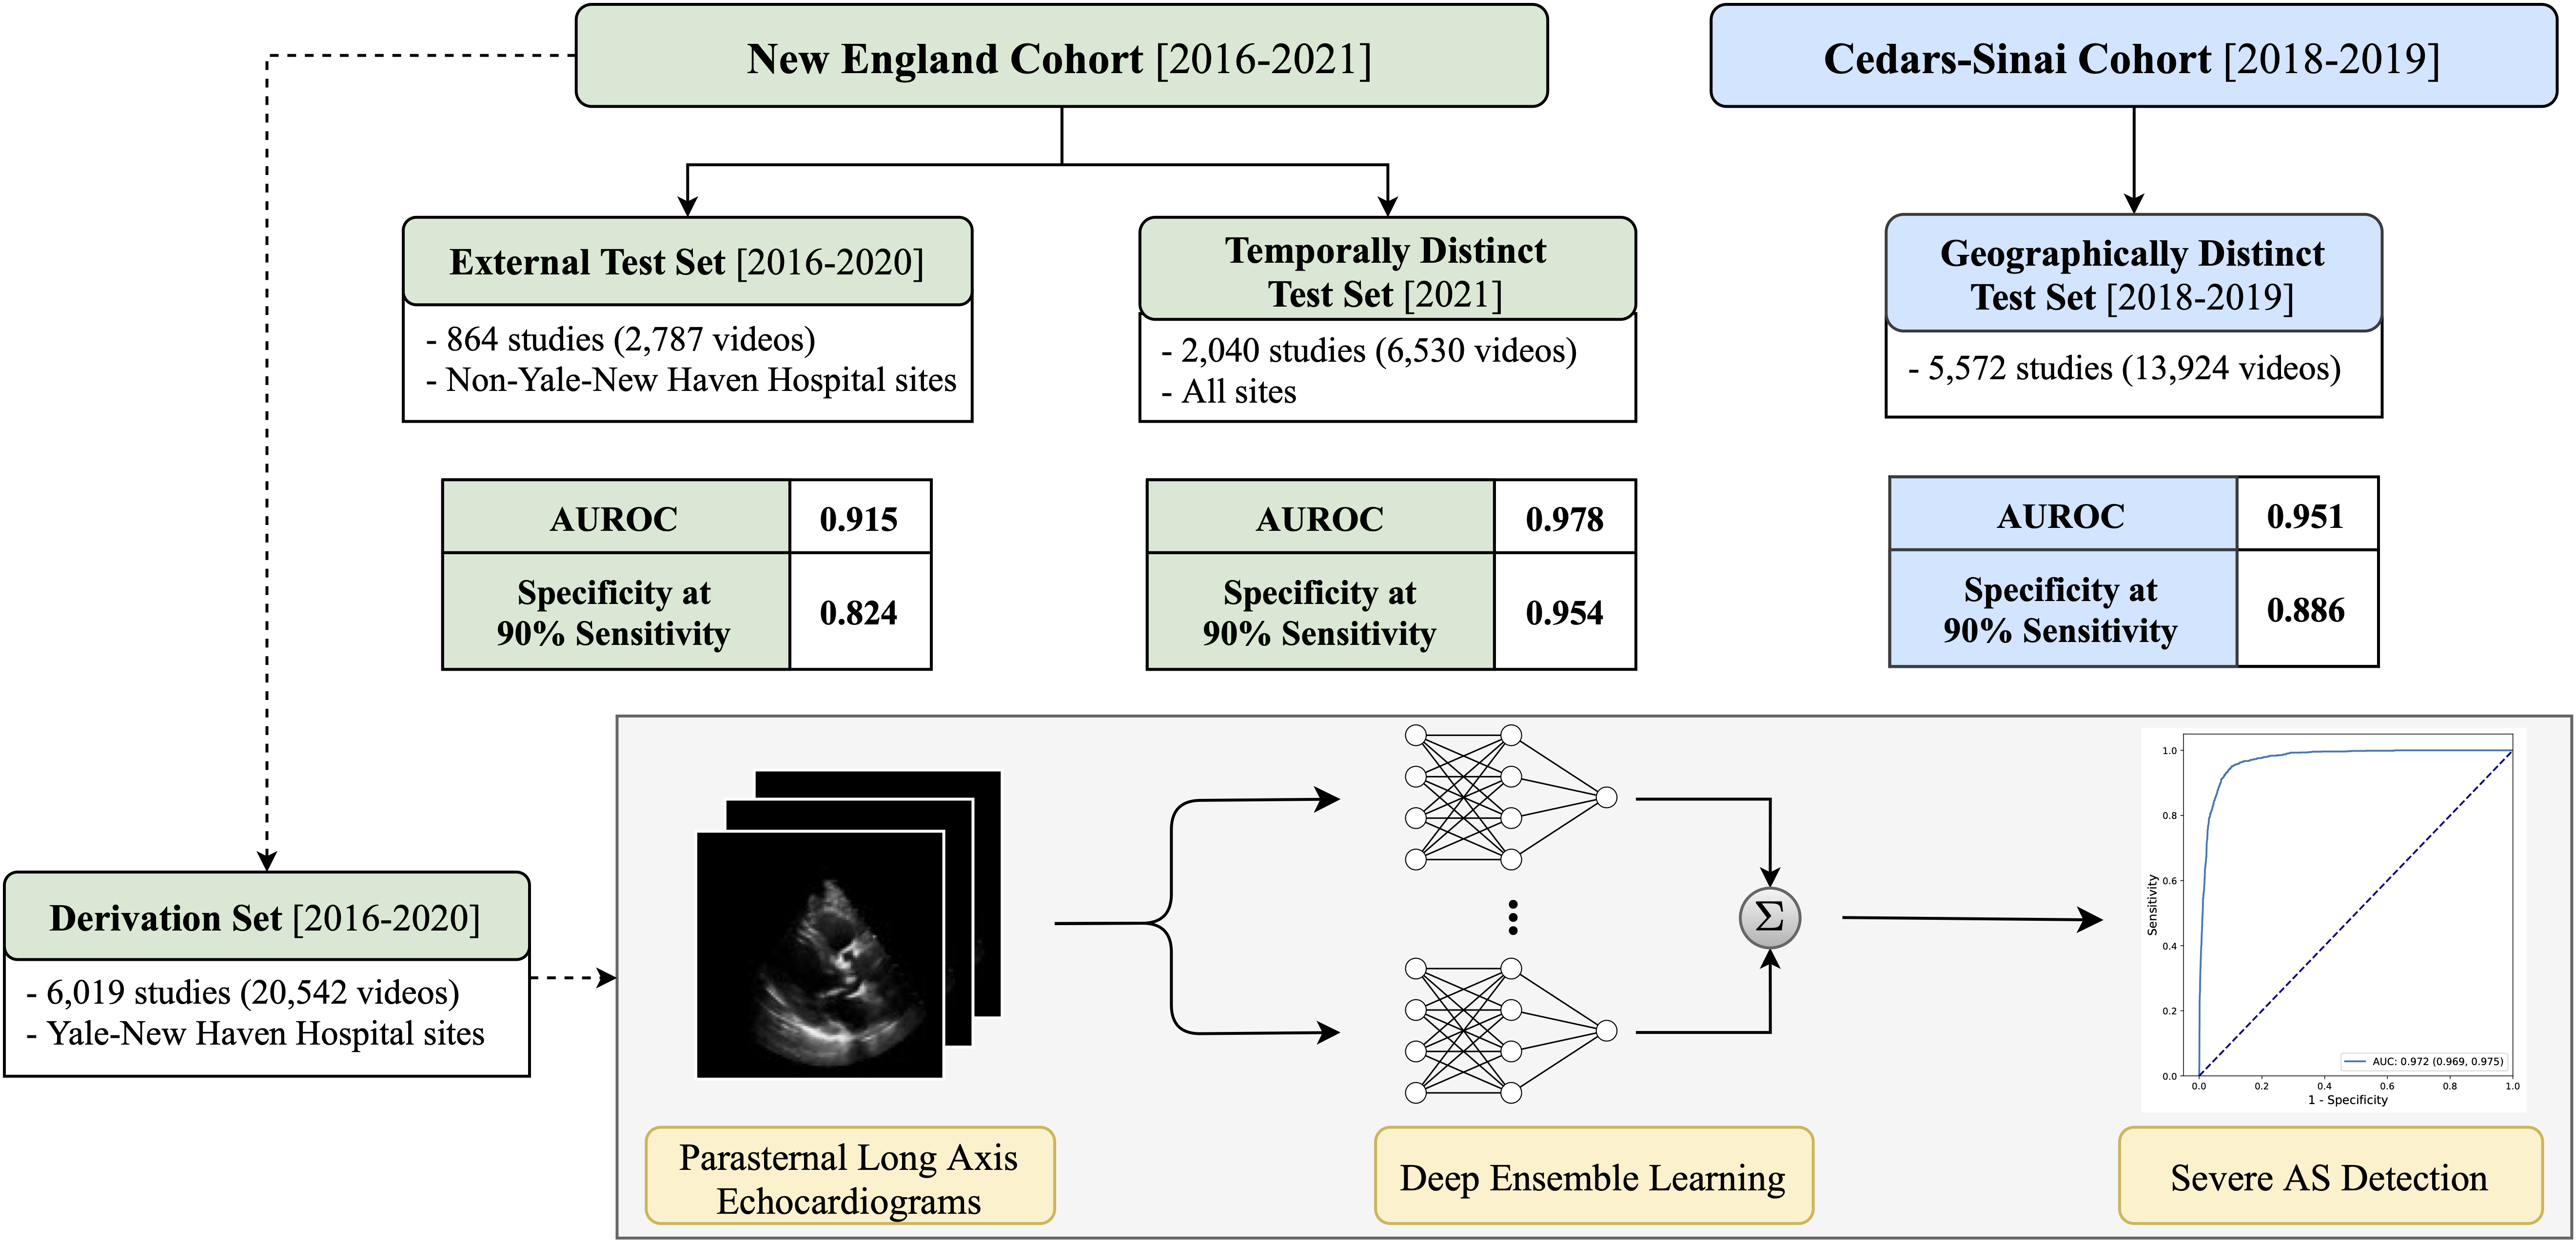 New England Cohort [2016-2021]
Cedars-Sinai Cohort [2018-2019]
External Test Set [2016-2020]
- 864 studies (2,787 videos)
- Non-Yale-New Haven Hospital sites
Temporally Distinct
Test Set [2021]
- 2,040 studies (6,530 videos)
- All sites
Geographically Distinct
Test Set [2018-2019]
- 5,572 studies (13,924 videos)
AUROC
0.915
Specificity at
90% Sensitivity
0.824
AUROC
0.978
Specificity at
90% Sensitivity
0.954
AUROC
0.951
Specificity at
90% Sensitivity
0.886
Derivation Set [2016-2020]
- 6,019 studies (20,542 videos)
- Yale-New Haven Hospital sites
Σ
1.0
0.8
0.6
0.4
0.2
0.0
Sensitivity
AUC: 0.972 (0.969, 0.975)
0.0 0.2 0.4 0.6 0.8 1.0
1 - Specificity
Parasternal Long Axis
Echocardiograms
Deep Ensemble Learning
Severe AS Detection